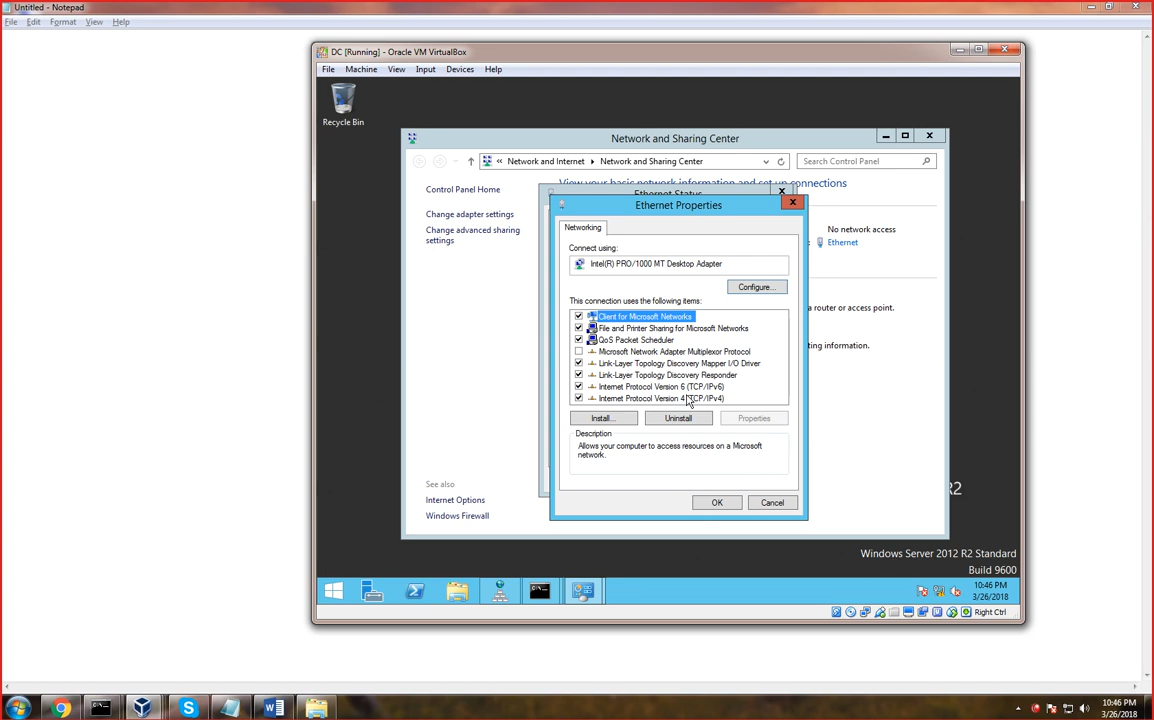 Untitled - Notepad
File Edit Format View Help
DC [Running] - Oracle VM VirtualBox
File Machine View Input Devices Help
Recycle Bin
Network and Sharing Center
« Network and Internet Network and Sharing Center
Search Control Panel
Control Panel Home
Change adapter settings
Change advanced sharing
settings
View your basic network information and set up connections
Ethernet Status
No network access
Ethernet
a router or access point.
ooting information.
Ethernet Properties
Networking
Connect using:
Intel(R) PRO/1000 MT Desktop Adapter
Configure...
This connection uses the following items:
Client for Microsoft Networks
File and Printer Sharing for Microsoft Networks
QoS Packet Scheduler
Microsoft Network Adapter Multiplexor Protocol
Link-Layer Topology Discovery Mapper I/O Driver
Link-Layer Topology Discovery Responder
Internet Protocol Version 6 (TCP/IPv6)
Internet Protocol Version 4 (TCP/IPv4)
Install... Uninstall Properties
Description
Allows your computer to access resources on a Microsoft
network.
OK Cancel
See also
Internet Options
Windows Firewall
R2
Windows Server 2012 R2 Standard
Build 9600
10:46 PM
3/26/2018
Right Ctrl
10:46 PM
3/26/2018